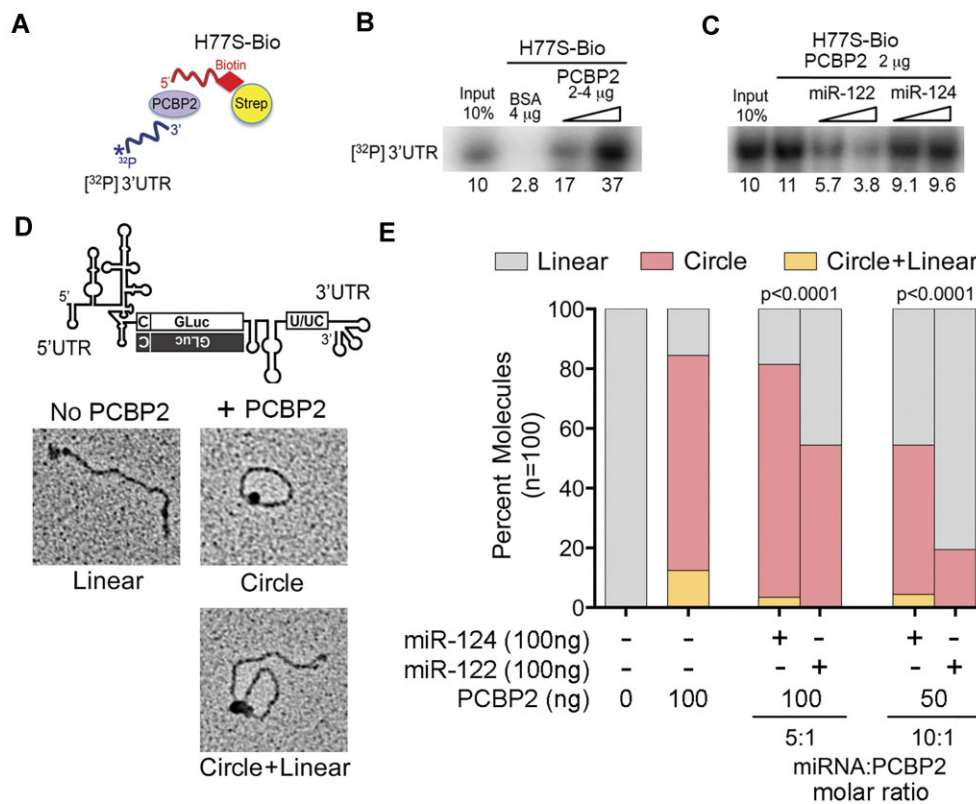 A
H77S-Bio
Biotin
5'
PCBP2
Strep
3'
*
32P
[32P] 3'UTR
B
H77S-Bio
Input 10%
BSA 4 µg
PCBP2 2-4 µg
[32P] 3'UTR
10 2.8 17 37
C
H77S-Bio
PCBP2 2 µg
Input 10%
miR-122 miR-124
10 11 5.7 3.8 9.1 9.6
D
5'
5'UTR
C GLuc
C GLuc
U/UC
3'UTR
3'
No PCBP2
+ PCBP2
Linear
Circle
Circle+Linear
E
Linear Circle Circle+Linear
p<0.0001 p<0.0001
Percent Molecules
(n=100)
100
80
60
40
20
0
miR-124 (100ng) - - + - + -
miR-122 (100ng) - - - + - +
PCBP2 (ng) 0 100 100 50
5:1 10:1
miRNA:PCBP2
molar ratio